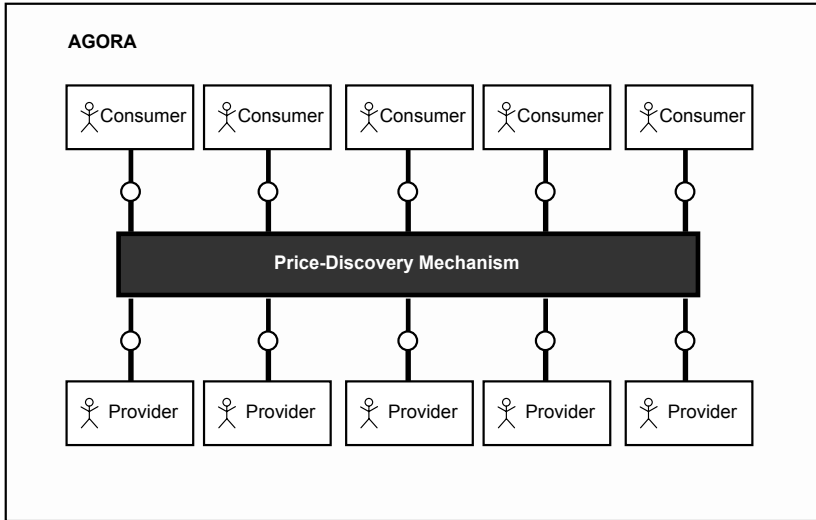 AGORA
Consumer Consumer Consumer Consumer Consumer
Price-Discovery Mechanism
Provider Provider Provider Provider Provider